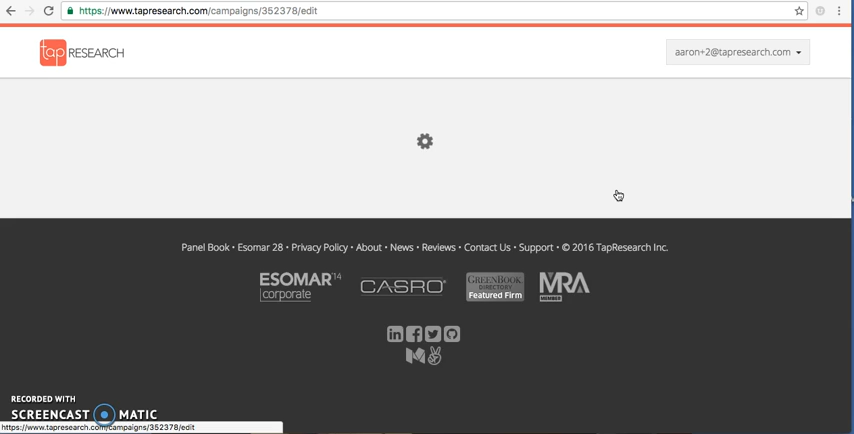 https://www.tapresearch.com/campaigns/352378/edit
tap RESEARCH
aaron+2@tapresearch.com
Panel Book • Esomar 28 • Privacy Policy • About • News • Reviews • Contact Us • Support • © 2016 TapResearch Inc.
ESOMAR'14
corporate
CASRO®
GREENBOOK
DIRECTORY
Featured Firm
MRA
MEMBER
RECORDED WITH
SCREENCAST MATIC
https://www.tapresearch.com/campaigns/352378/edit